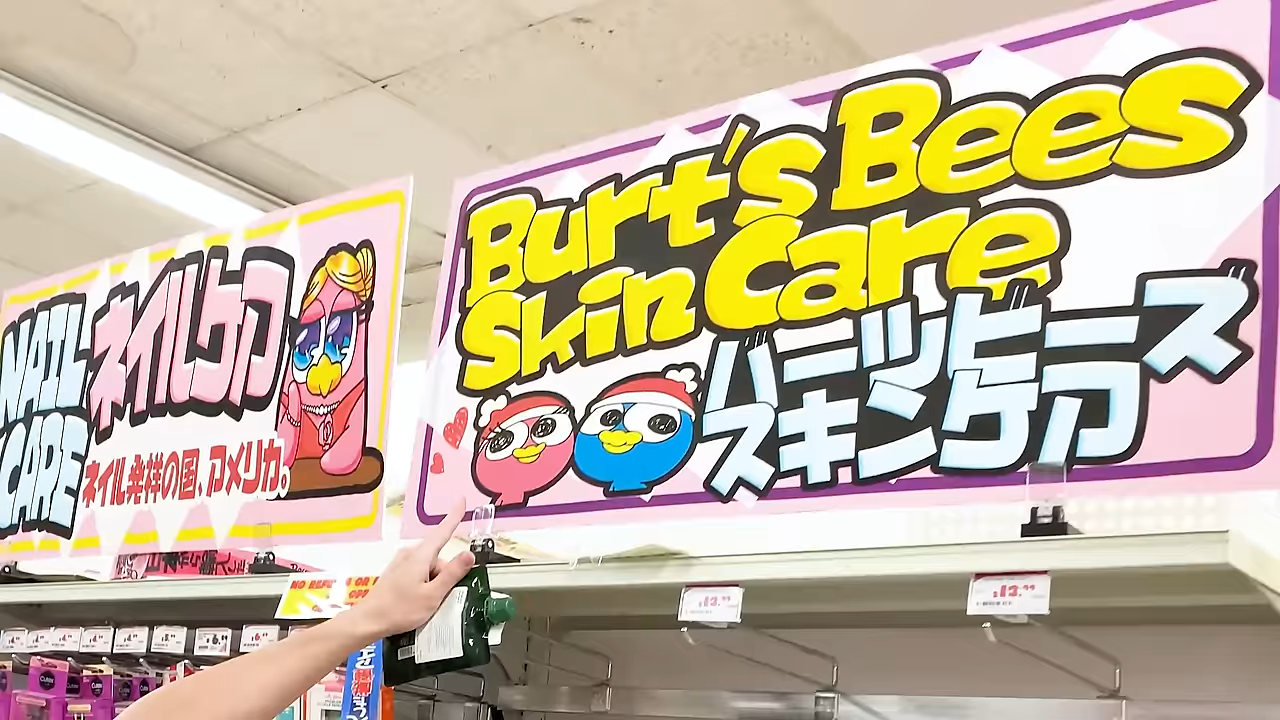 NAIL
CARE
ネイルケア
ネイル発祥の国、アメリカ。
Burt's Bees
Skin Care
バーツビーズ
スキンケア
$13.99
$13.99